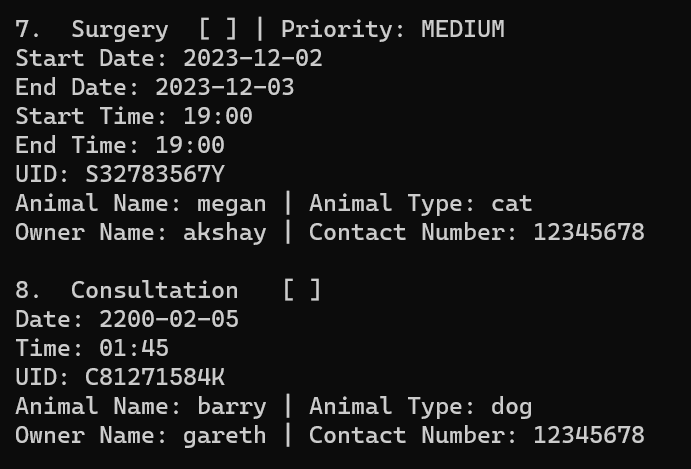 7.  Surgery  [ ] | Priority: MEDIUM
Start Date: 2023-12-02
End Date: 2023-12-03
Start Time: 19:00
End Time: 19:00
UID: S32783567Y
Animal Name: megan | Animal Type: cat
Owner Name: akshay | Contact Number: 12345678
8.  Consultation   [ ]
Date: 2200-02-05
Time: 01:45
UID: C81271584K
Animal Name: barry | Animal Type: dog
Owner Name: gareth | Contact Number: 12345678